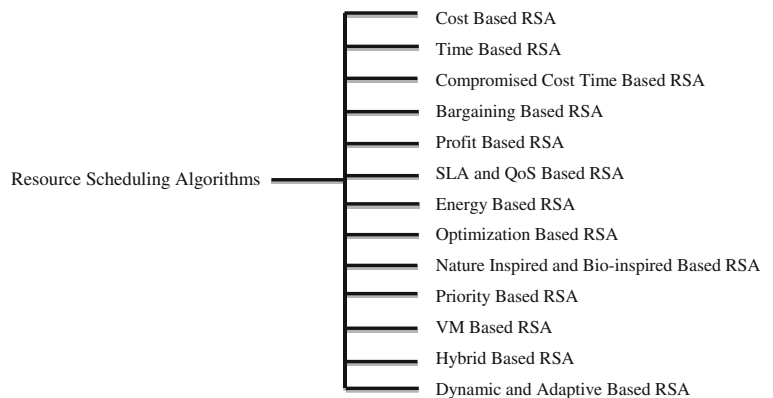 Cost Based RSA
Time Based RSA
Compromised Cost Time Based RSA
Bargaining Based RSA
Profit Based RSA
Resource Scheduling Algorithms
SLA and QoS Based RSA
Energy Based RSA
Optimization Based RSA
Nature Inspired and Bio-inspired Based RSA
Priority Based RSA
VM Based RSA
Hybrid Based RSA
Dynamic and Adaptive Based RSA